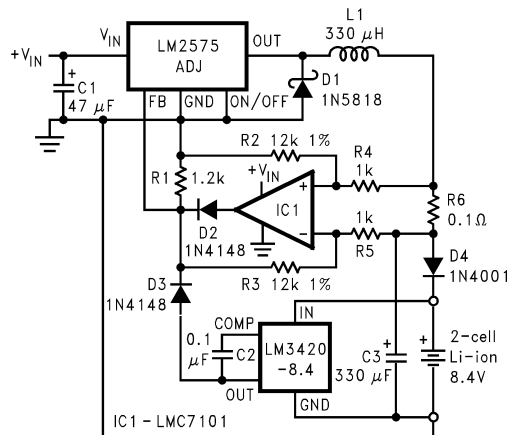 L1
330 μH
+VIN
VIN
LM2575
ADJ
OUT
+
C1
47 μF
FB
GND
ON/OFF
D1
1N5818
R2 12k 1%
R4
1k
R1
1.2k
+VIN
+
IC1
−
R6
0.1Ω
D2
1N4148
1k
R5
D4
1N4001
D3
1N4148
R3 12k 1%
IN
COMP
0.1
μF
C2
LM3420
-8.4
OUT
GND
+
C3
330 μF
+
2-cell
Li-ion
8.4V
IC1-LMC7101